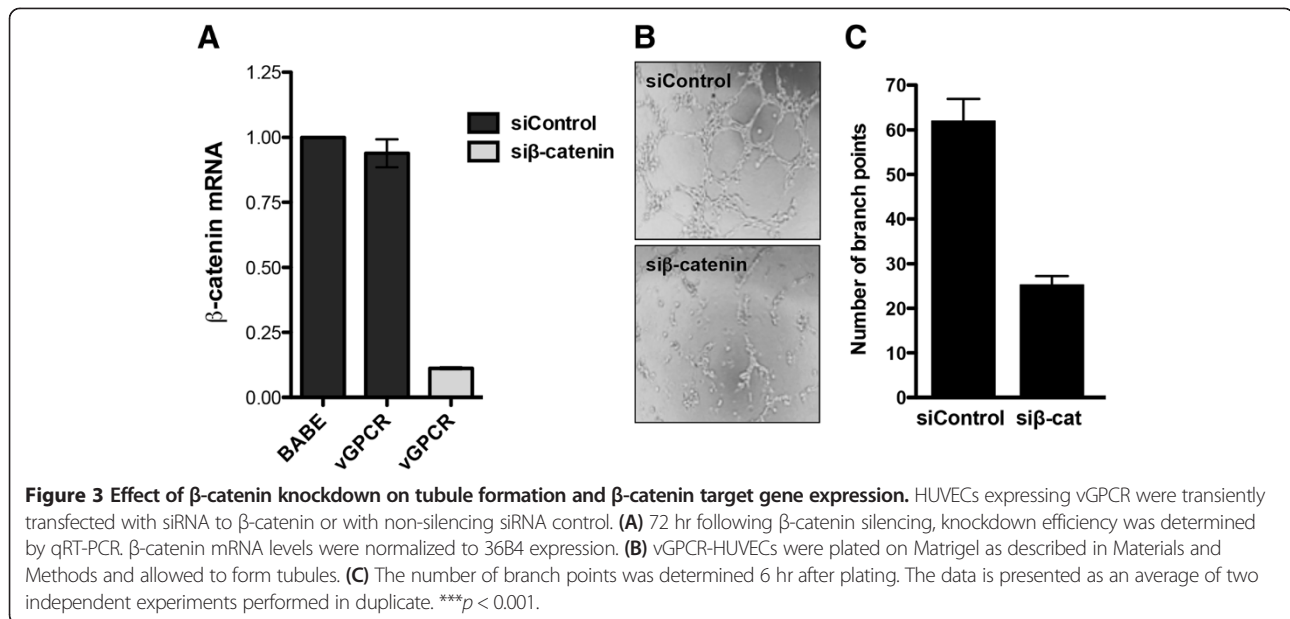 A
B
C
1.25
1.00
0.75
0.50
0.25
0.00
β-catenin mRNA
BABE
vGPCR
vGPCR
siControl
siβ-catenin
siControl
siβ-catenin
70
60
50
40
30
20
10
0
Number of branch points
siControl
siβ-cat
Figure 3 Effect of β-catenin knockdown on tubule formation and β-catenin target gene expression. HUVECs expressing vGPCR were transiently
transfected with siRNA to β-catenin or with non-silencing siRNA control. (A) 72 hr following β-catenin silencing, knockdown efficiency was determined
by qRT-PCR. β-catenin mRNA levels were normalized to 36B4 expression. (B) vGPCR-HUVECs were plated on Matrigel as described in Materials and
Methods and allowed to form tubules. (C) The number of branch points was determined 6 hr after plating. The data is presented as an average of two
independent experiments performed in duplicate. ***p < 0.001.